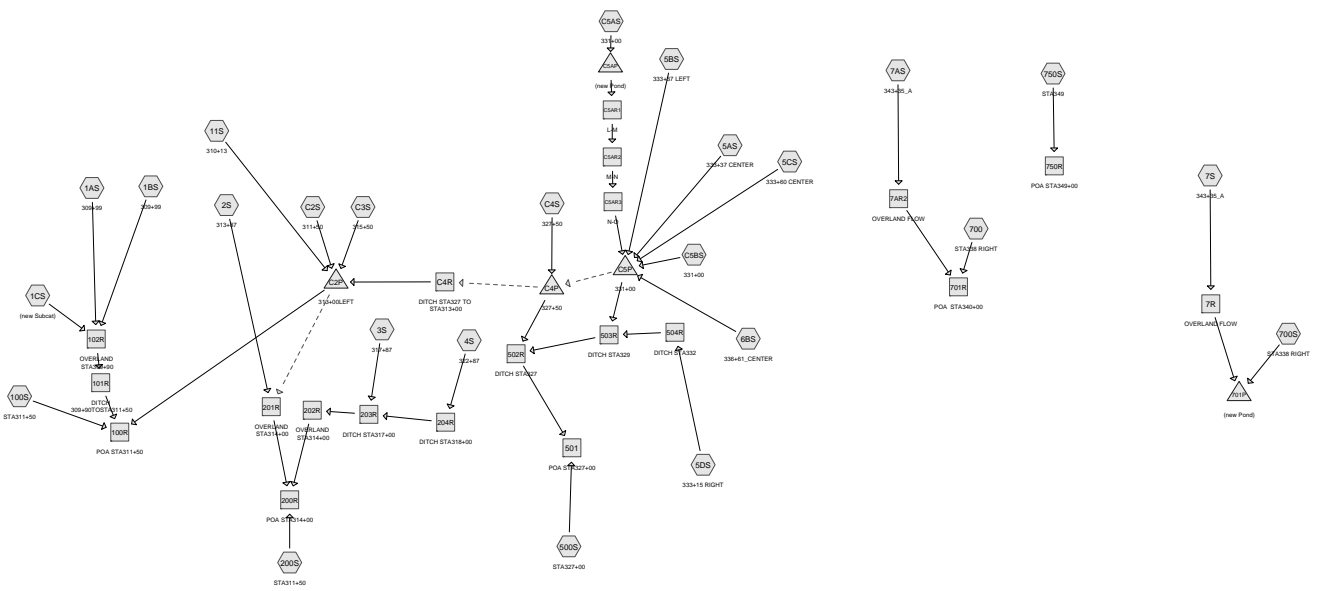 C5AS
331+00
C5AP
(new Pond)
C5AR1
L-M
C5AR2
M-N
C5AR3
N-O
5BS
333+87 LEFT
5AS
333+37 CENTER
5CS
333+60 CENTER
C5BS
331+00
C5P
331+00
6BS
336+61_CENTER
7AS
343+35_A
7AR2
OVERLAND FLOW
700
STA338 RIGHT
701R
POA STA340+00
750S
STA349
750R
POA STA349+00
7S
343+35_A
7R
OVERLAND FLOW
700S
STA338 RIGHT
701P
(new Pond)
11S
310+13
1AS
309+99
1BS
309+99
2S
313+87
C2S
311+50
C3S
315+50
C4S
327+50
C2P
313+00LEFT
C4R
DITCH STA327 TO
STA313+00
C4P
327+50
1CS
(new Subcat)
102R
OVERLAND
101R
DITCH
309+90TOSTA311+50
100S
STA311+50
100R
POA STA311+50
3S
317+87
4S
322+87
201R
OVERLAND
STA314+00
202R
OVERLAND
STA314+00
203R
DITCH STA317+00
204R
DITCH STA318+00
200R
POA STA314+00
200S
STA311+50
502R
DITCH STA327
503R
DITCH STA329
504R
DITCH STA332
501
POA STA327+00
500S
STA327+00
5DS
333+15 RIGHT